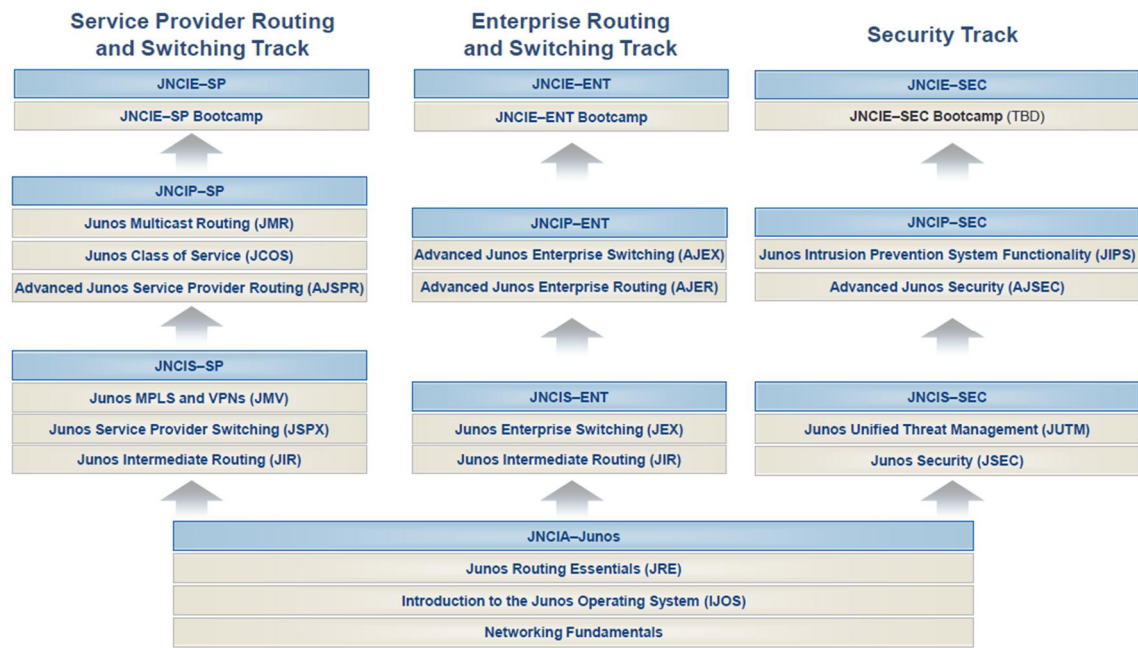 Service Provider Routing
and Switching Track
JNCIE–SP
JNCIE–SP Bootcamp
JNCIP–SP
Junos Multicast Routing (JMR)
Junos Class of Service (JCOS)
Advanced Junos Service Provider Routing (AJSPR)
JNCIS–SP
Junos MPLS and VPNs (JMV)
Junos Service Provider Switching (JSPX)
Junos Intermediate Routing (JIR)
Enterprise Routing
and Switching Track
JNCIE–ENT
JNCIE–ENT Bootcamp
JNCIP–ENT
Advanced Junos Enterprise Switching (AJEX)
Advanced Junos Enterprise Routing (AJER)
JNCIS–ENT
Junos Enterprise Switching (JEX)
Junos Intermediate Routing (JIR)
Security Track
JNCIE–SEC
JNCIE–SEC Bootcamp (TBD)
JNCIP–SEC
Junos Intrusion Prevention System Functionality (JIPS)
Advanced Junos Security (AJSEC)
JNCIS–SEC
Junos Unified Threat Management (JUTM)
Junos Security (JSEC)
JNCIA–Junos
Junos Routing Essentials (JRE)
Introduction to the Junos Operating System (IJOS)
Networking Fundamentals